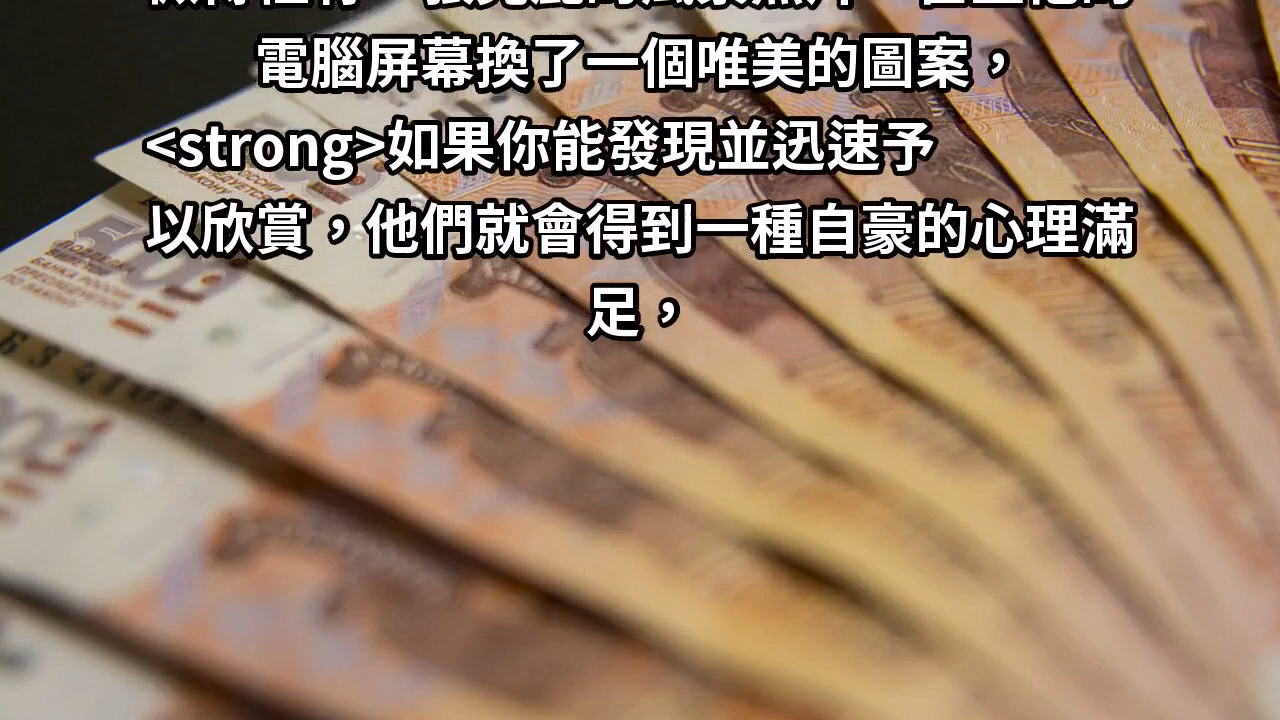 電腦屏幕換了一個唯美的圖案，
<strong>如果你能發現並迅速予
以欣賞，他們就會得到一種自豪的心理滿
足，